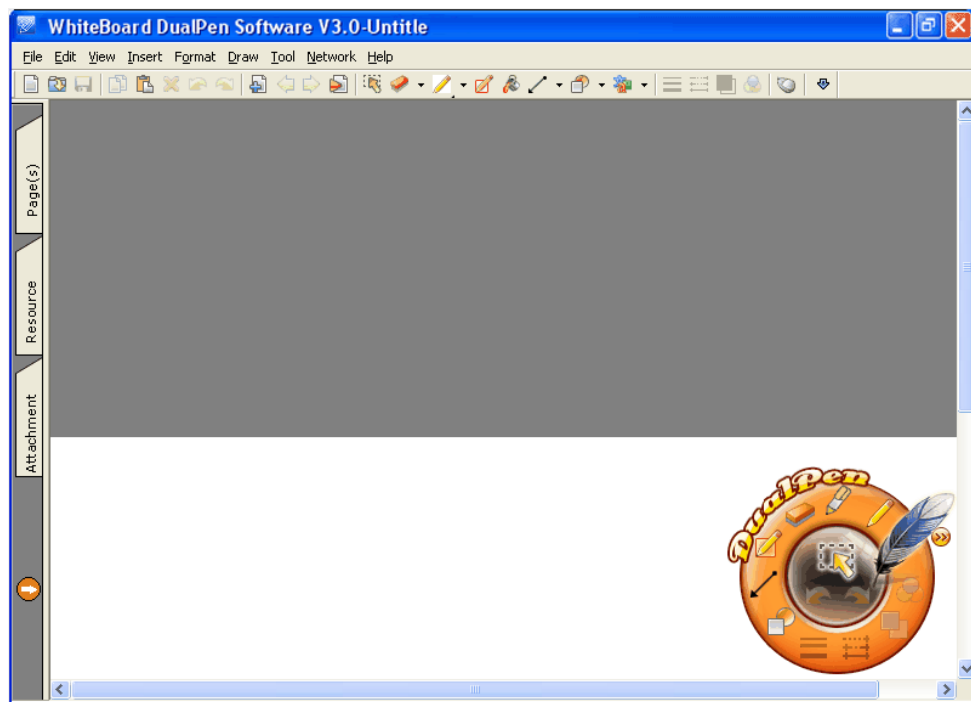 WhiteBoard DualPen Software V3.0-Untitle
File Edit View Insert Format Draw Tool Network Help
Page(s)
Resource
Attachment
DualPen